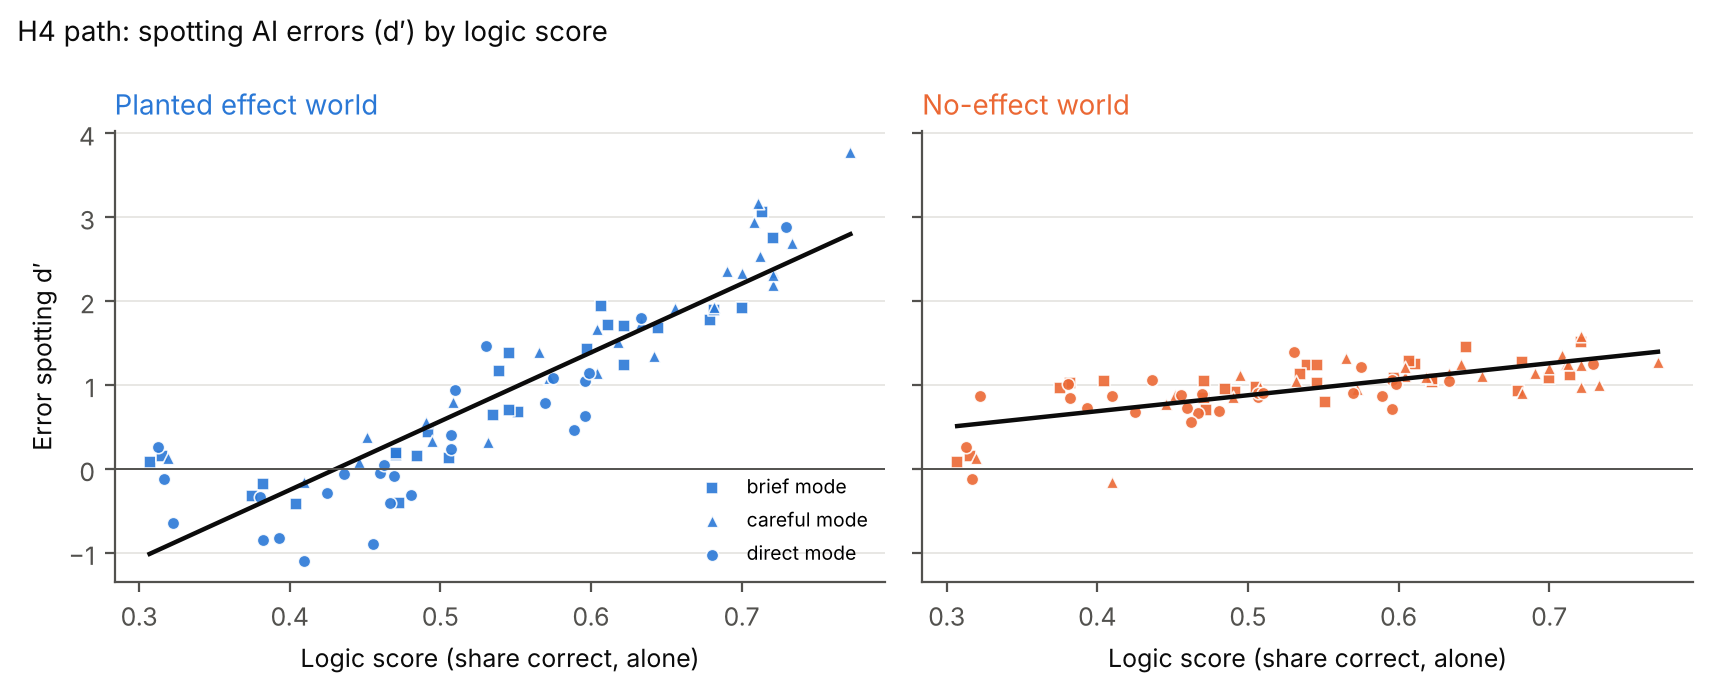 H4 path: spotting AI errors (d′) by logic score
Planted effect world
No-effect world
Error spotting d′
4
3
2
1
0
−1
brief mode
careful mode
direct mode
0.3 0.4 0.5 0.6 0.7
0.3 0.4 0.5 0.6 0.7
Logic score (share correct, alone)
Logic score (share correct, alone)